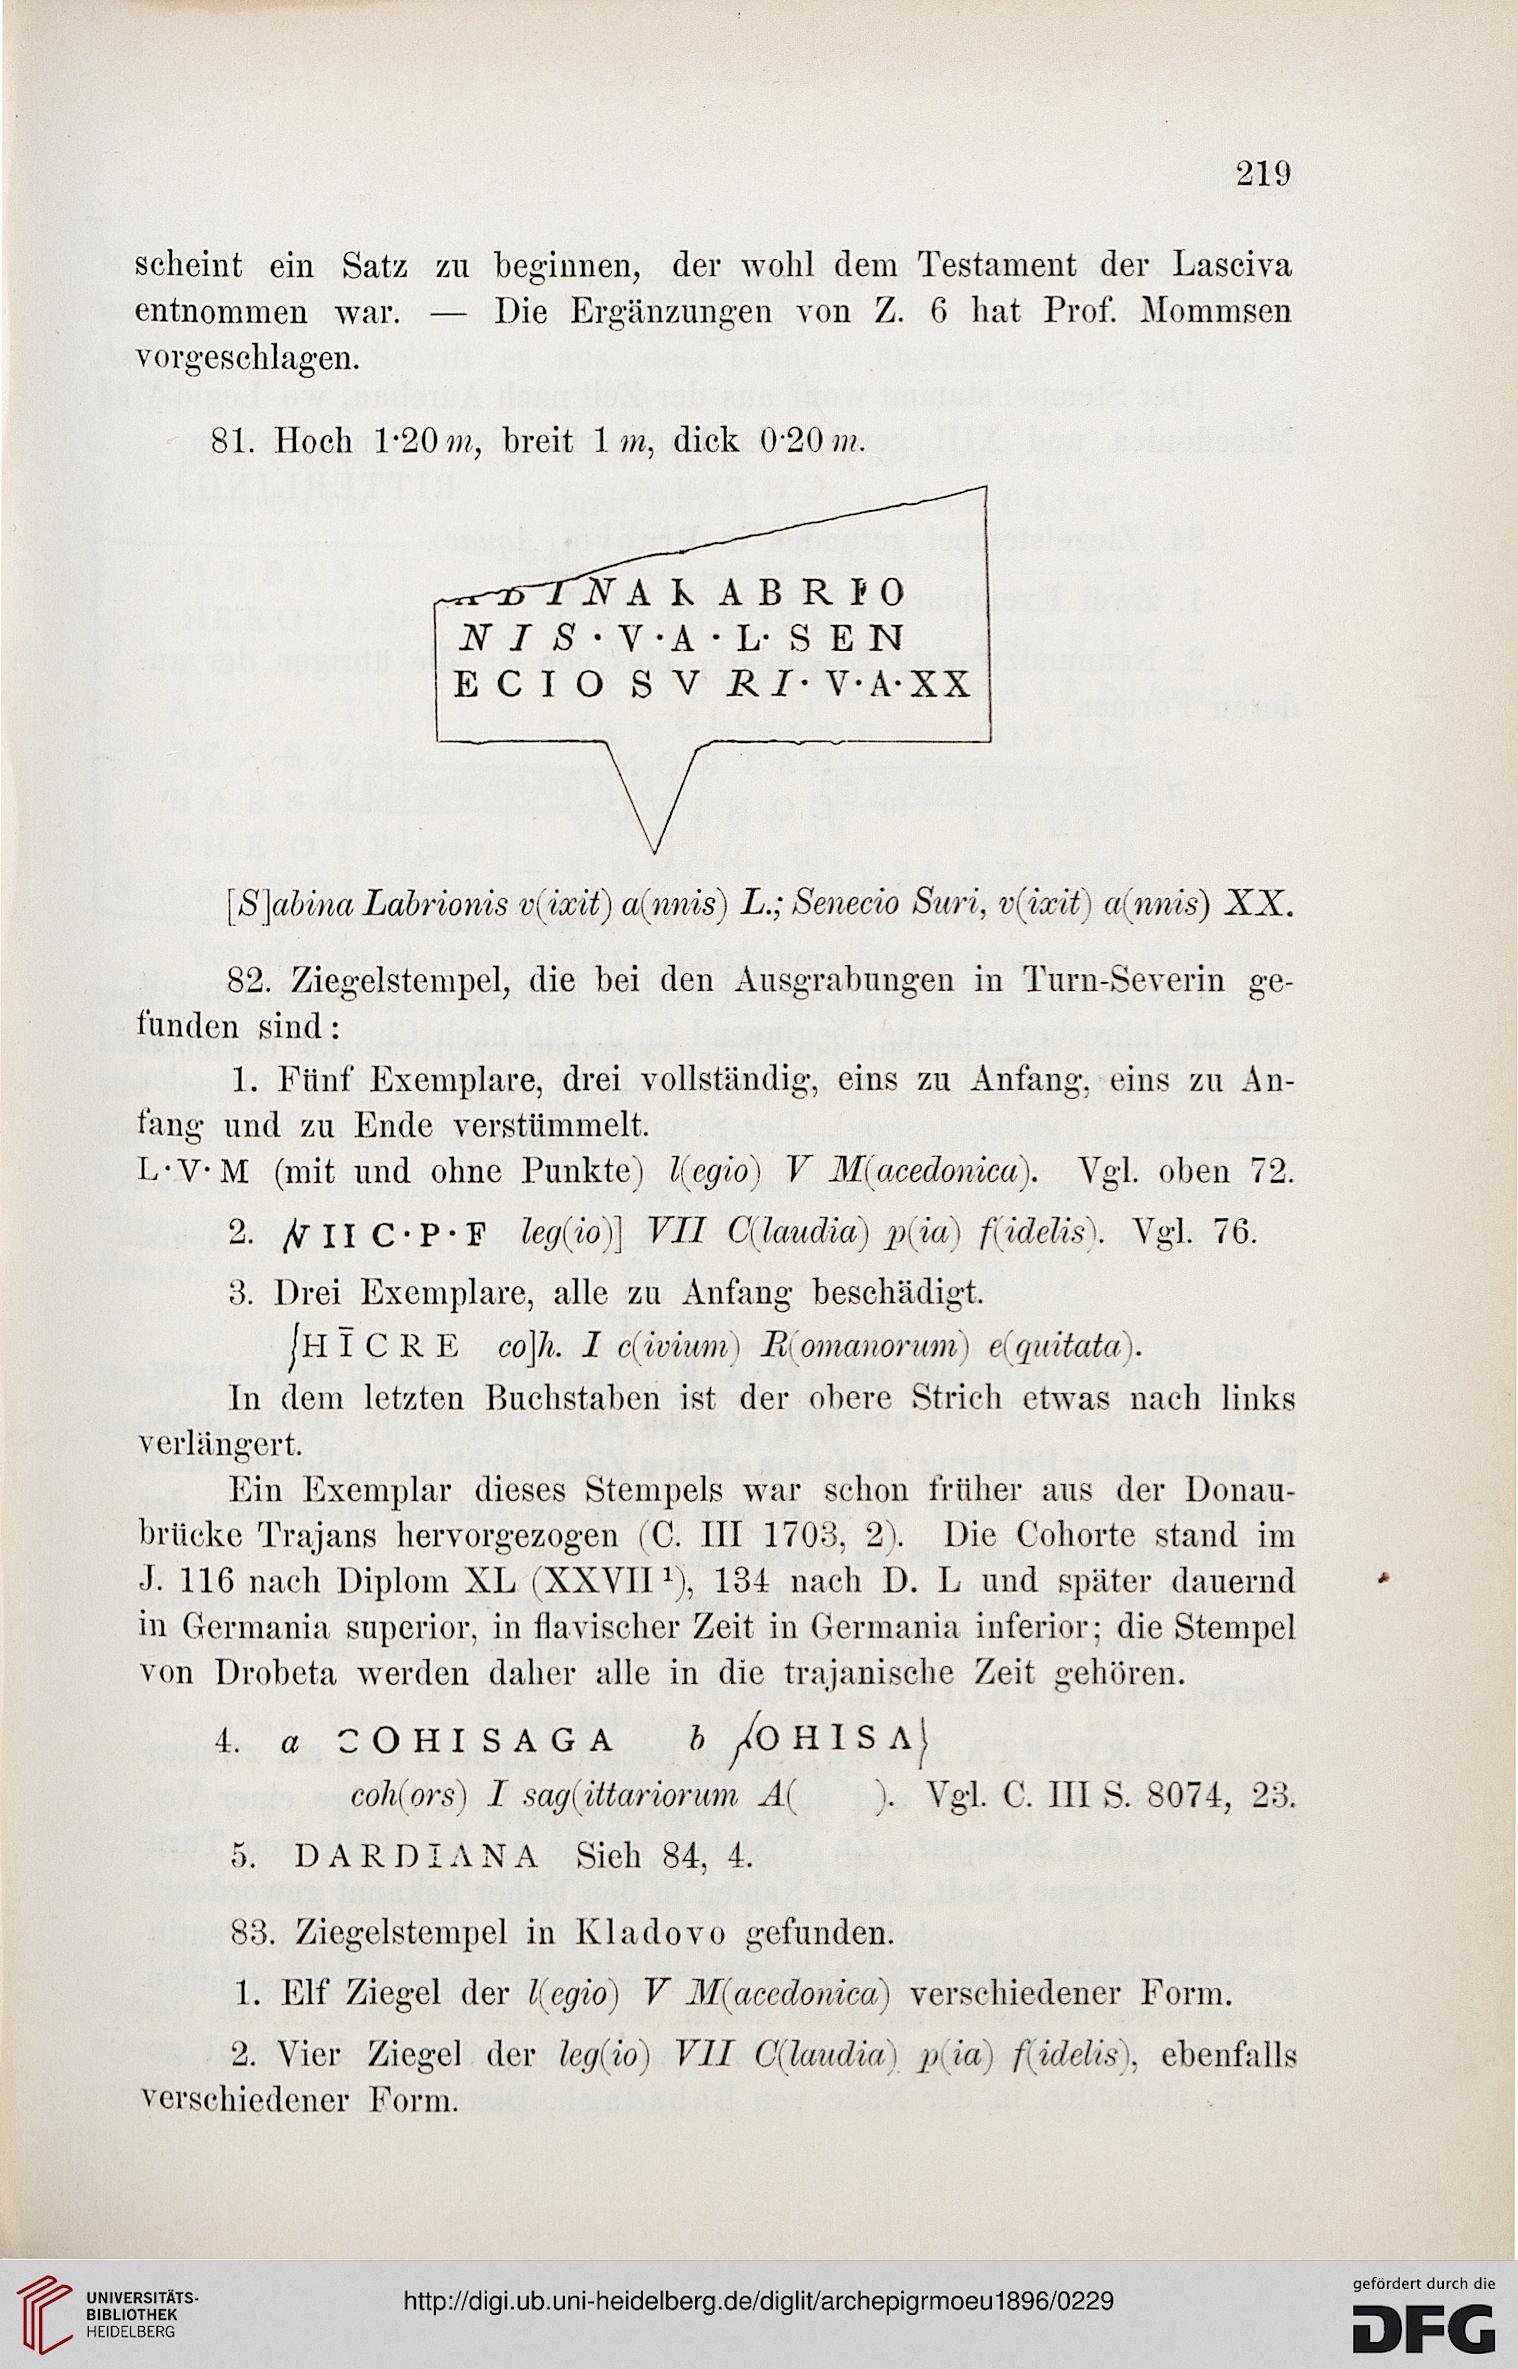 219
scheint ein Satz zu beginnen, der wohl dem Testament der Lasciva
entnommen war. — Die Ergänzungen von Z. 6 hat Prof. Mommsen
vorgeschlagen.
81. Hoch 1·20 m, breit 1 m, dick 0·20 m.
ABINA LABRIO
NIS·V·A·L·SEN
ECIO SVRI·V·A·XX
[S]abina Labrionis v(ixit) a(nnis) L.; Senecio Suri, v(ixit) a(nnis) XX.
82. Ziegelstempel, die bei den Ausgrabungen in Turn-Severin ge-
funden sind:
1. Fünf Exemplare, drei vollständig, eins zu Anfang, eins zu An-
fang und zu Ende verstümmelt.
L·V·M (mit und ohne Punkte) l(egio) V M(acedonica). Vgl. oben 72.
2. VII C·P·F leg(io)] VII C(laudia) p(ia) f(idelis). Vgl. 76.
3. Drei Exemplare, alle zu Anfang beschädigt.
HĪCRE co]h. I c(ivium) R(omanorum) e(quitata).
In dem letzten Buchstaben ist der obere Strich etwas nach links
verlängert.
Ein Exemplar dieses Stempels war schon früher aus der Donau-
brücke Trajans hervorgezogen (C. III 1703, 2). Die Cohorte stand im
J. 116 nach Diplom XL (XXVII¹), 134 nach D. L und später dauernd
in Germania superior, in flavischer Zeit in Germania inferior; die Stempel
von Drobeta werden daher alle in die trajanische Zeit gehören.
4. a COHISAGA b OHISA
coh(ors) I sag(ittariorum A( ). Vgl. C. III S. 8074, 23.
5. DARDIANA Sieh 84, 4.
83. Ziegelstempel in Kladovo gefunden.
1. Elf Ziegel der l(egio) V M(acedonica) verschiedener Form.
2. Vier Ziegel der leg(io) VII C(laudia) p(ia) f(idelis), ebenfalls
verschiedener Form.
UNIVERSITÄTS-
BIBLIOTHEK
HEIDELBERG
http://digi.ub.uni-heidelberg.de/diglit/archepigrmoeu1896/0229
gefördert durch die
DFG